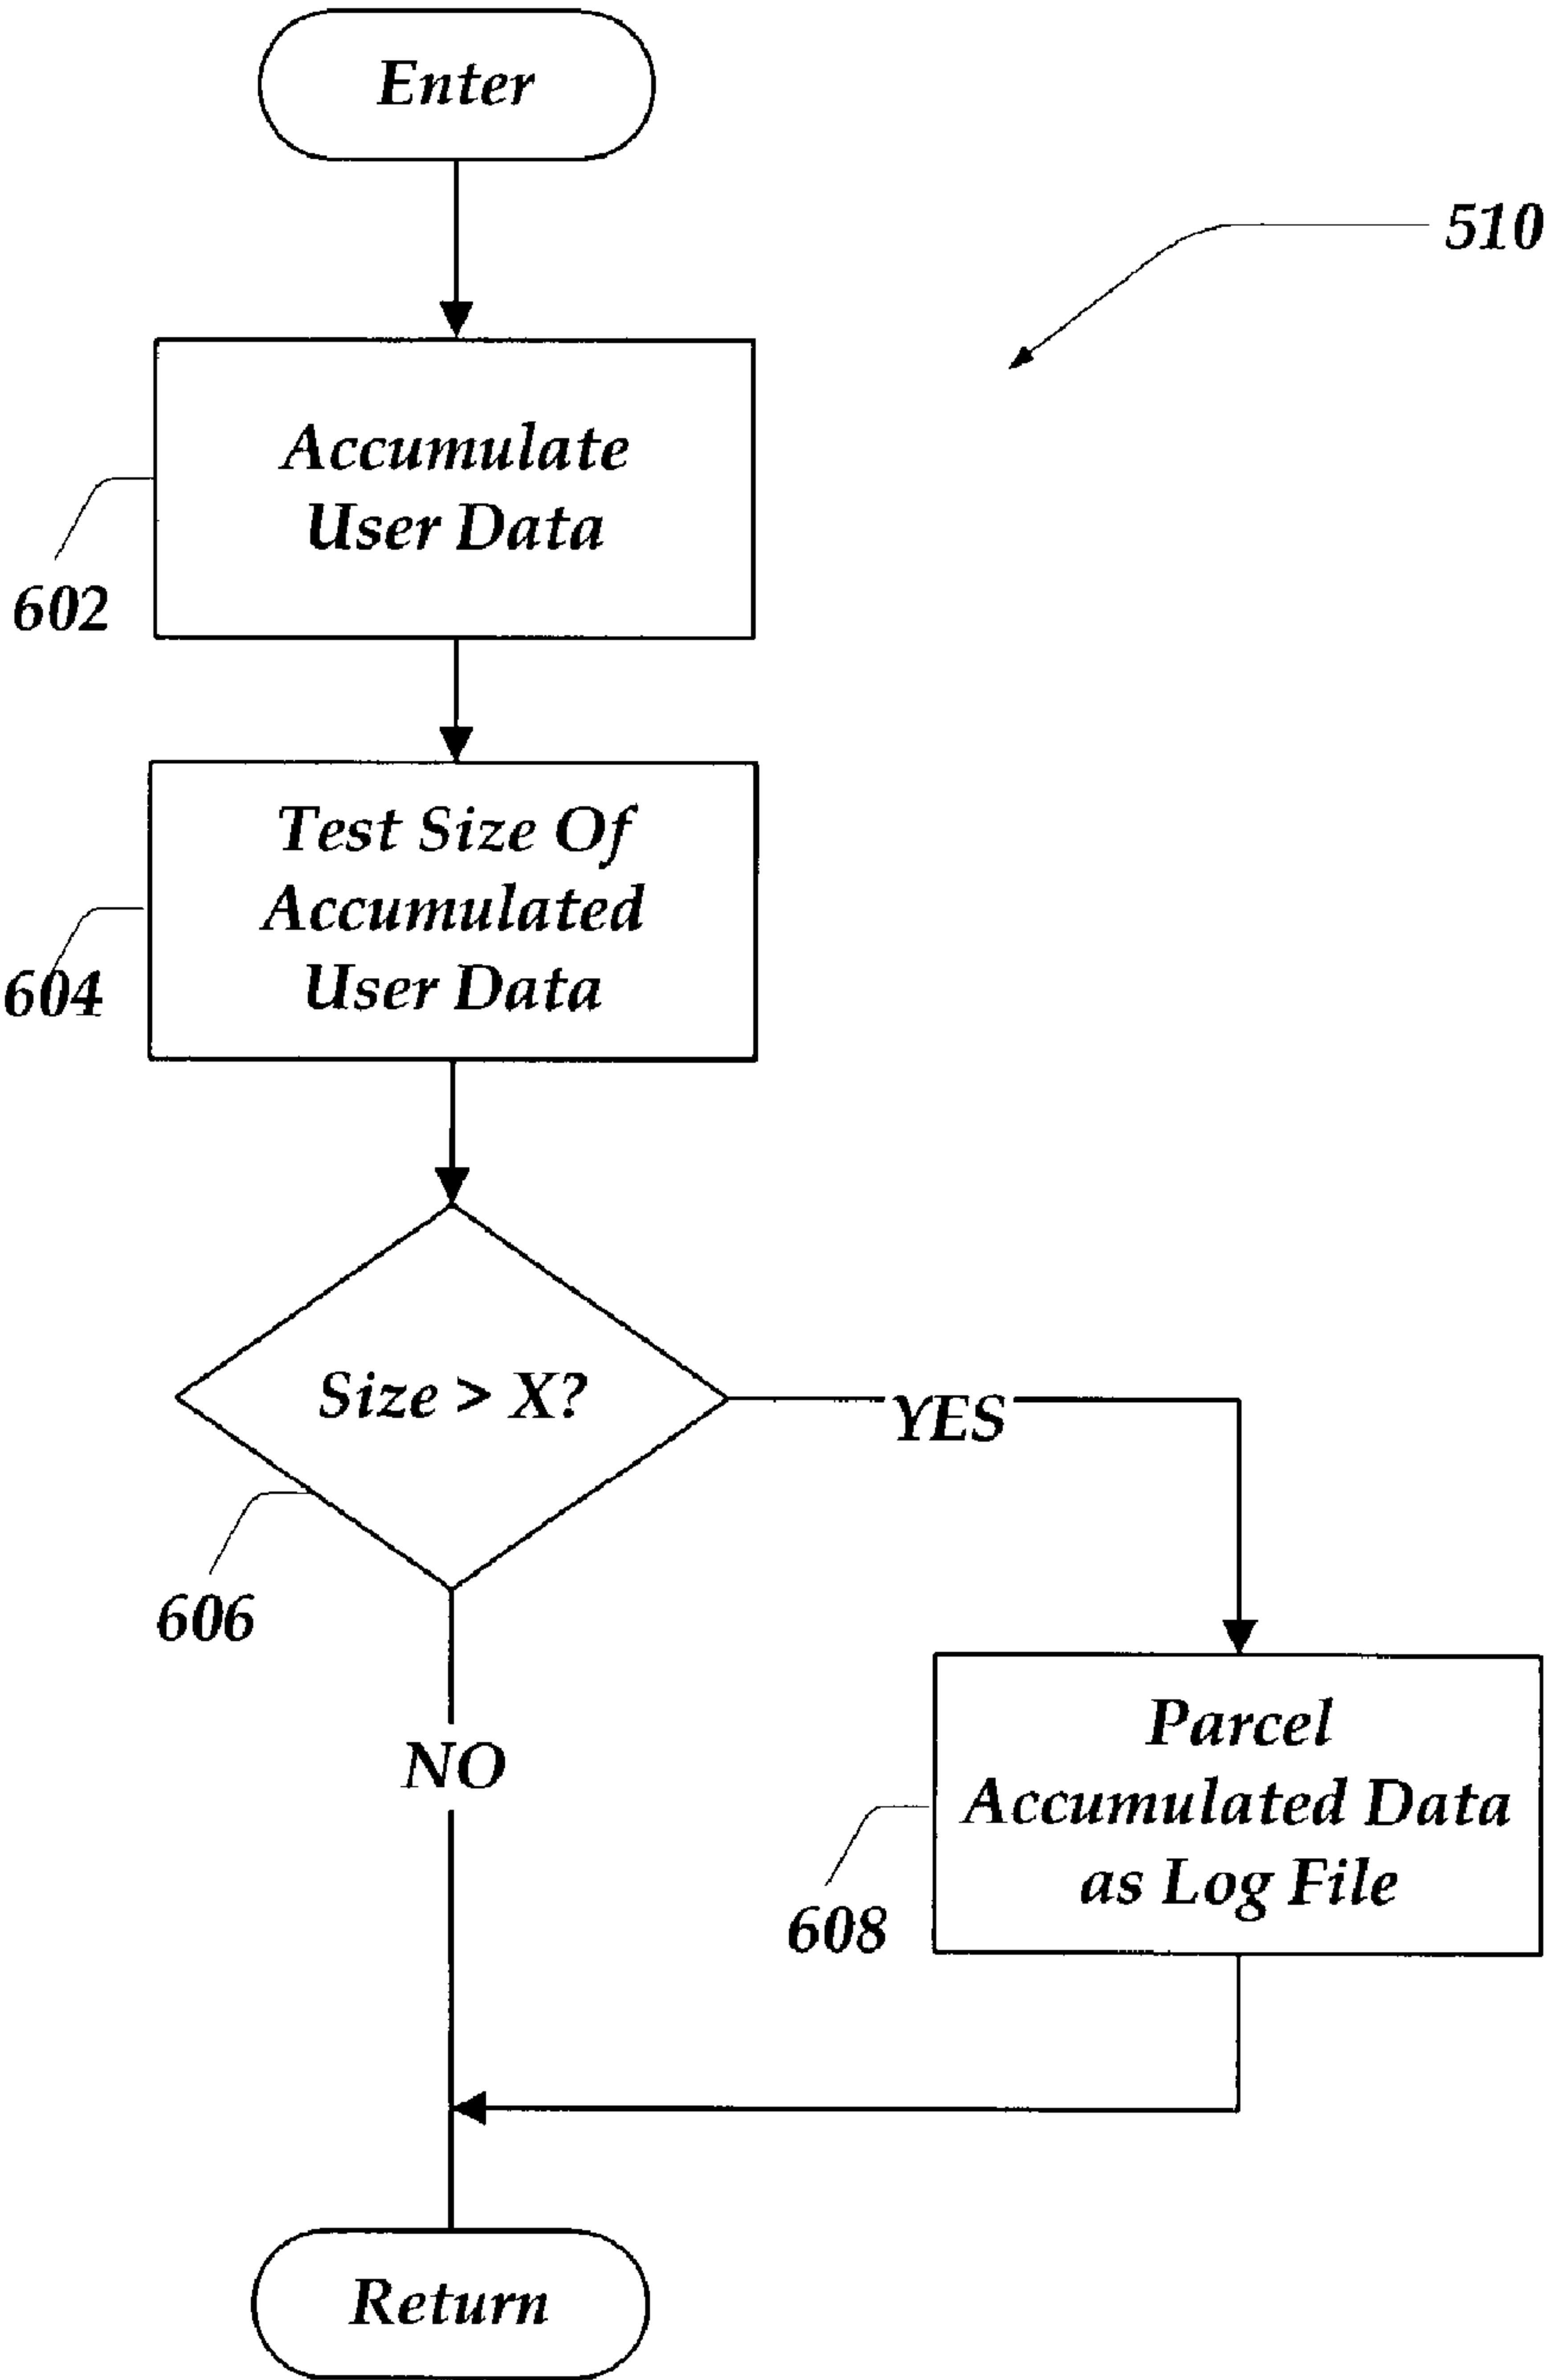 Enter
510
Accumulate
User Data
602
Test Size Of
Accumulated
User Data
604
Size > X?
YES
606
NO
Parcel
Accumulated Data
as Log File
608
Return